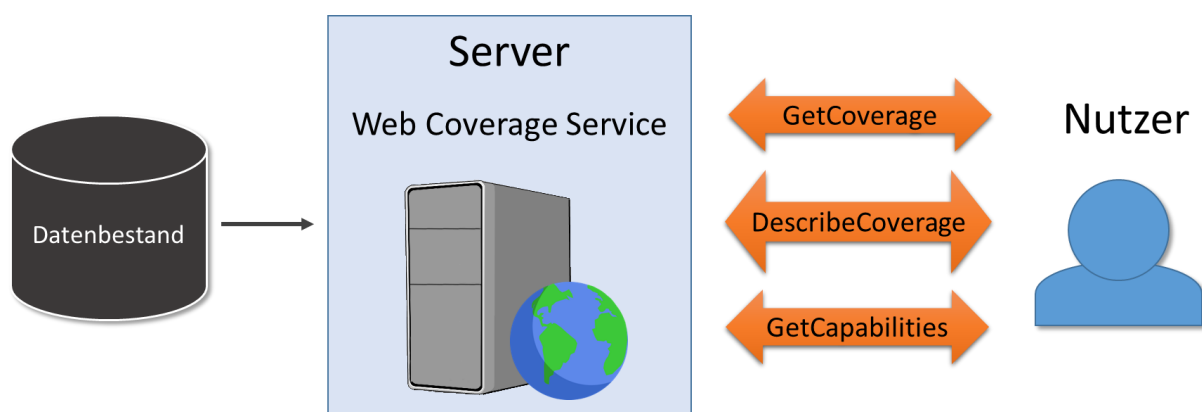 Datenbestand
Server
Web Coverage Service
GetCoverage
DescribeCoverage
GetCapabilities
Nutzer